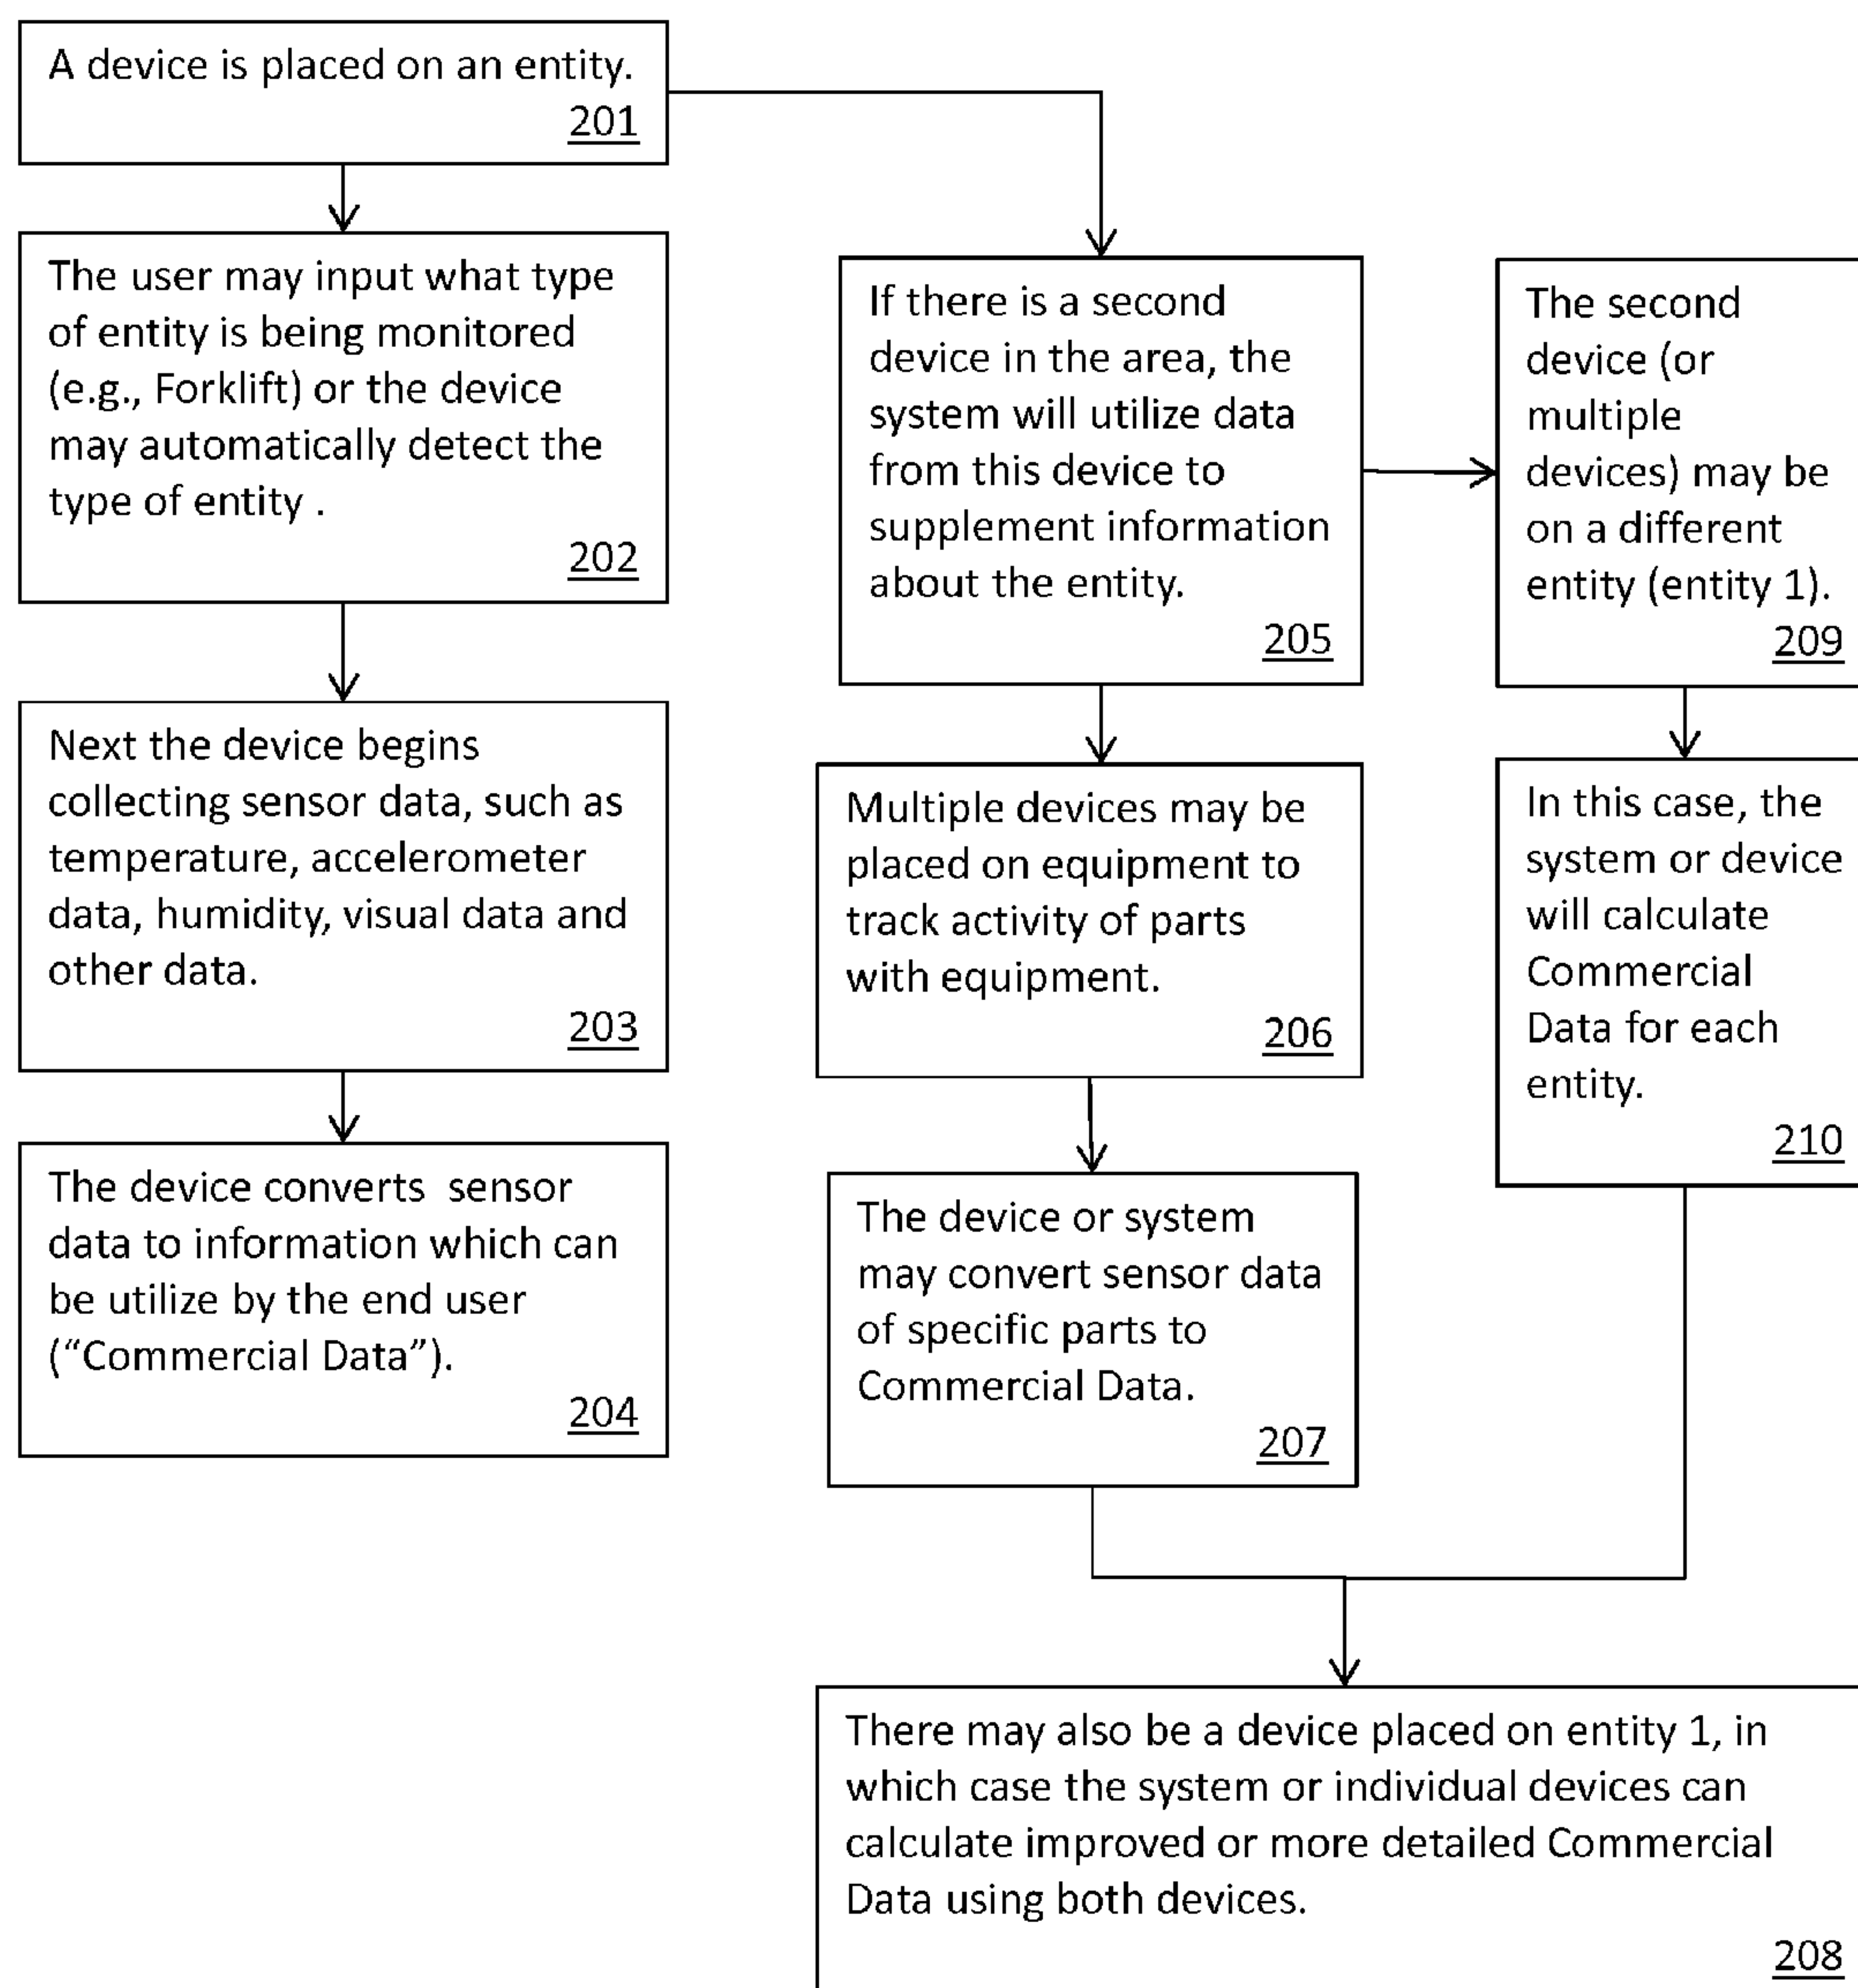 A device is placed on an entity.
201
The user may input what type
of entity is being monitored
(e.g., Forklift) or the device
may automatically detect the
type of entity .
202
Next the device begins
collecting sensor data, such as
temperature, accelerometer
data, humidity, visual data and
other data.
203
The device converts  sensor
data to information which can
be utilize by the end user
(“Commercial Data”).
204
If there is a second
device in the area, the
system will utilize data
from this device to
supplement information
about the entity.
205
Multiple devices may be
placed on equipment to
track activity of parts
with equipment.
206
The device or system
may convert sensor data
of specific parts to
Commercial Data.
207
The second
device (or
multiple
devices) may be
on a different
entity (entity 1).
209
In this case, the
system or device
will calculate
Commercial
Data for each
entity.
210
There may also be a device placed on entity 1, in
which case the system or individual devices can
calculate improved or more detailed Commercial
Data using both devices.
208